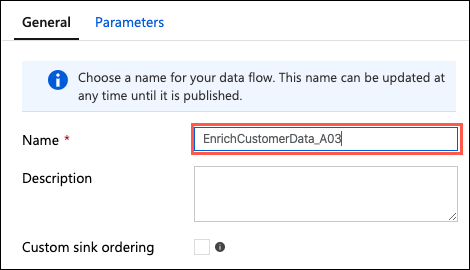 General Parameters
Choose a name for your data flow. This name can be updated at
any time until it is published.
Name * EnrichCustomerData_A03
Description
Custom sink ordering